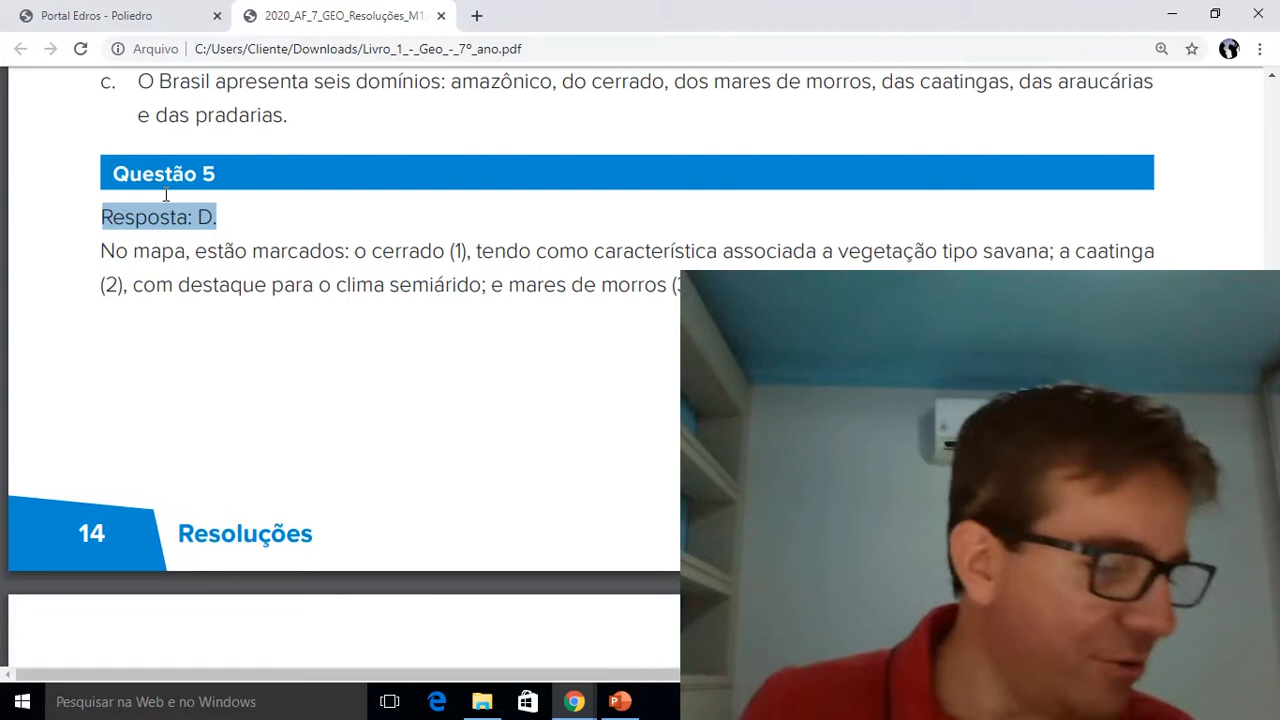 Portal Edros - Poliedro
2020_AF_7_GEO_Resoluções_M1
Arquivo
C:/Users/Cliente/Downloads/Livro_1_-_Geo_-_7º_ano.pdf
c. O Brasil apresenta seis domínios: amazônico, do cerrado, dos mares de morros, das caatingas, das araucárias
e das pradarias.
Questão 5
Resposta: D.
No mapa, estão marcados: o cerrado (1), tendo como característica associada a vegetação tipo savana; a caatinga
(2), com destaque para o clima semiárido; e mares de morros
14 Resoluções
Pesquisar na Web e no Windows